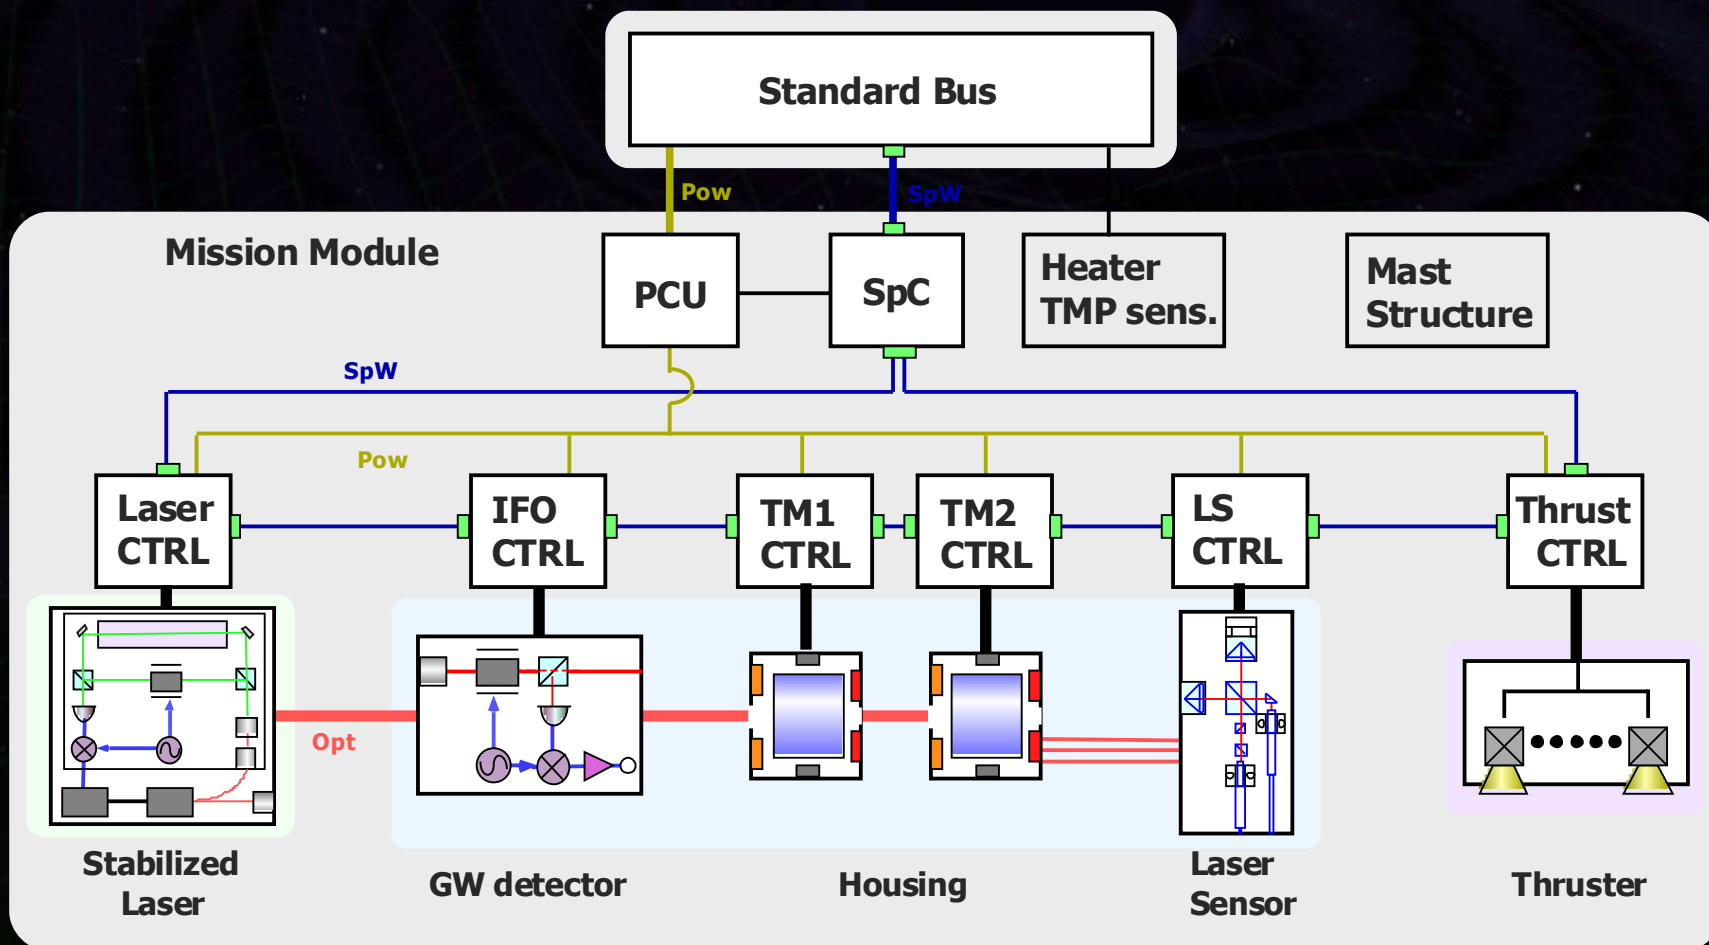 Standard Bus
Pow
SpW
Mission Module
PCU
SpC
Heater
TMP sens.
Mast
Structure
SpW
Pow
Laser
CTRL
IFO
CTRL
TM1
CTRL
TM2
CTRL
LS
CTRL
Thrust
CTRL
Opt
Stabilized
Laser
GW detector
Housing
Laser
Sensor
Thruster